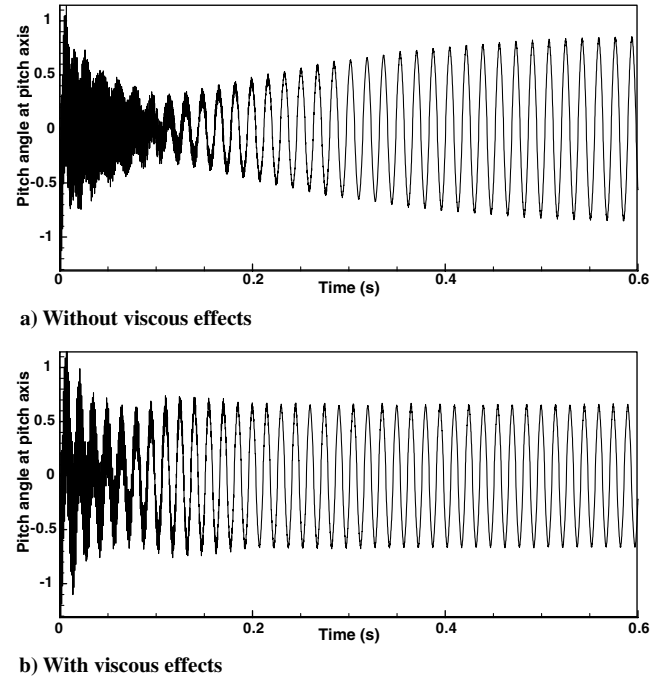 Pitch angle at pitch axis
1
0.5
0
-0.5
-1
0 0.2 0.4 0.6
Time (s)
a) Without viscous effects
Pitch angle at pitch axis
1
0.5
0
-0.5
-1
0 0.2 0.4 0.6
Time (s)
b) With viscous effects